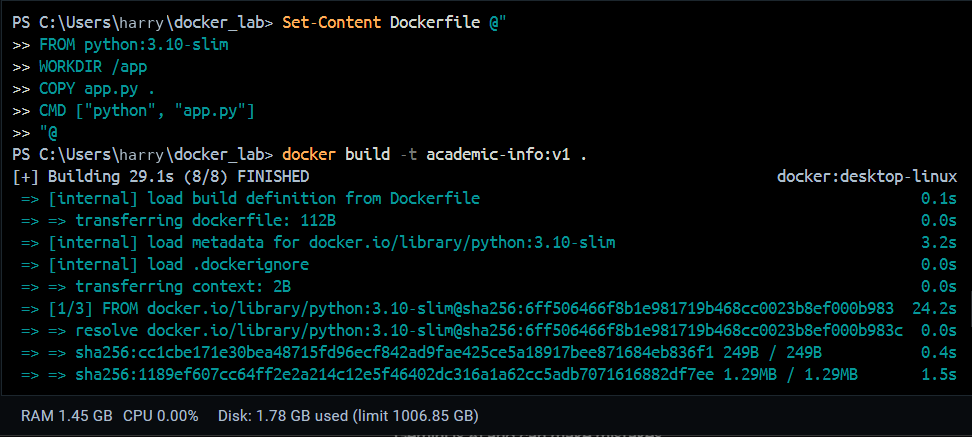 PS C:\Users\harry\docker_lab> Set-Content Dockerfile @"
>> FROM python:3.10-slim
>> WORKDIR /app
>> COPY app.py .
>> CMD ["python", "app.py"]
>> "@
PS C:\Users\harry\docker_lab> docker build -t academic-info:v1 .
[+] Building 29.1s (8/8) FINISHED docker:desktop-linux
=> [internal] load build definition from Dockerfile 0.1s
=> => transferring dockerfile: 112B 0.0s
=> [internal] load metadata for docker.io/library/python:3.10-slim 3.2s
=> [internal] load .dockerignore 0.0s
=> => transferring context: 2B 0.0s
=> [1/3] FROM docker.io/library/python:3.10-slim@sha256:6ff506466f8b1e981719b468cc0023b8ef000b983 24.2s
=> => resolve docker.io/library/python:3.10-slim@sha256:6ff506466f8b1e981719b468cc0023b8ef000b983c 0.0s
=> => sha256:cc1cbe171e30bea48715fd96ecf842ad9fae425ce5a18917bee871684eb836f1 249B / 249B 0.4s
=> => sha256:1189ef607cc64ff2e2a214c12e5f46402dc316a1a62cc5adb7071616882df7ee 1.29MB / 1.29MB 1.5s
RAM 1.45 GB CPU 0.00% Disk: 1.78 GB used (limit 1006.85 GB)